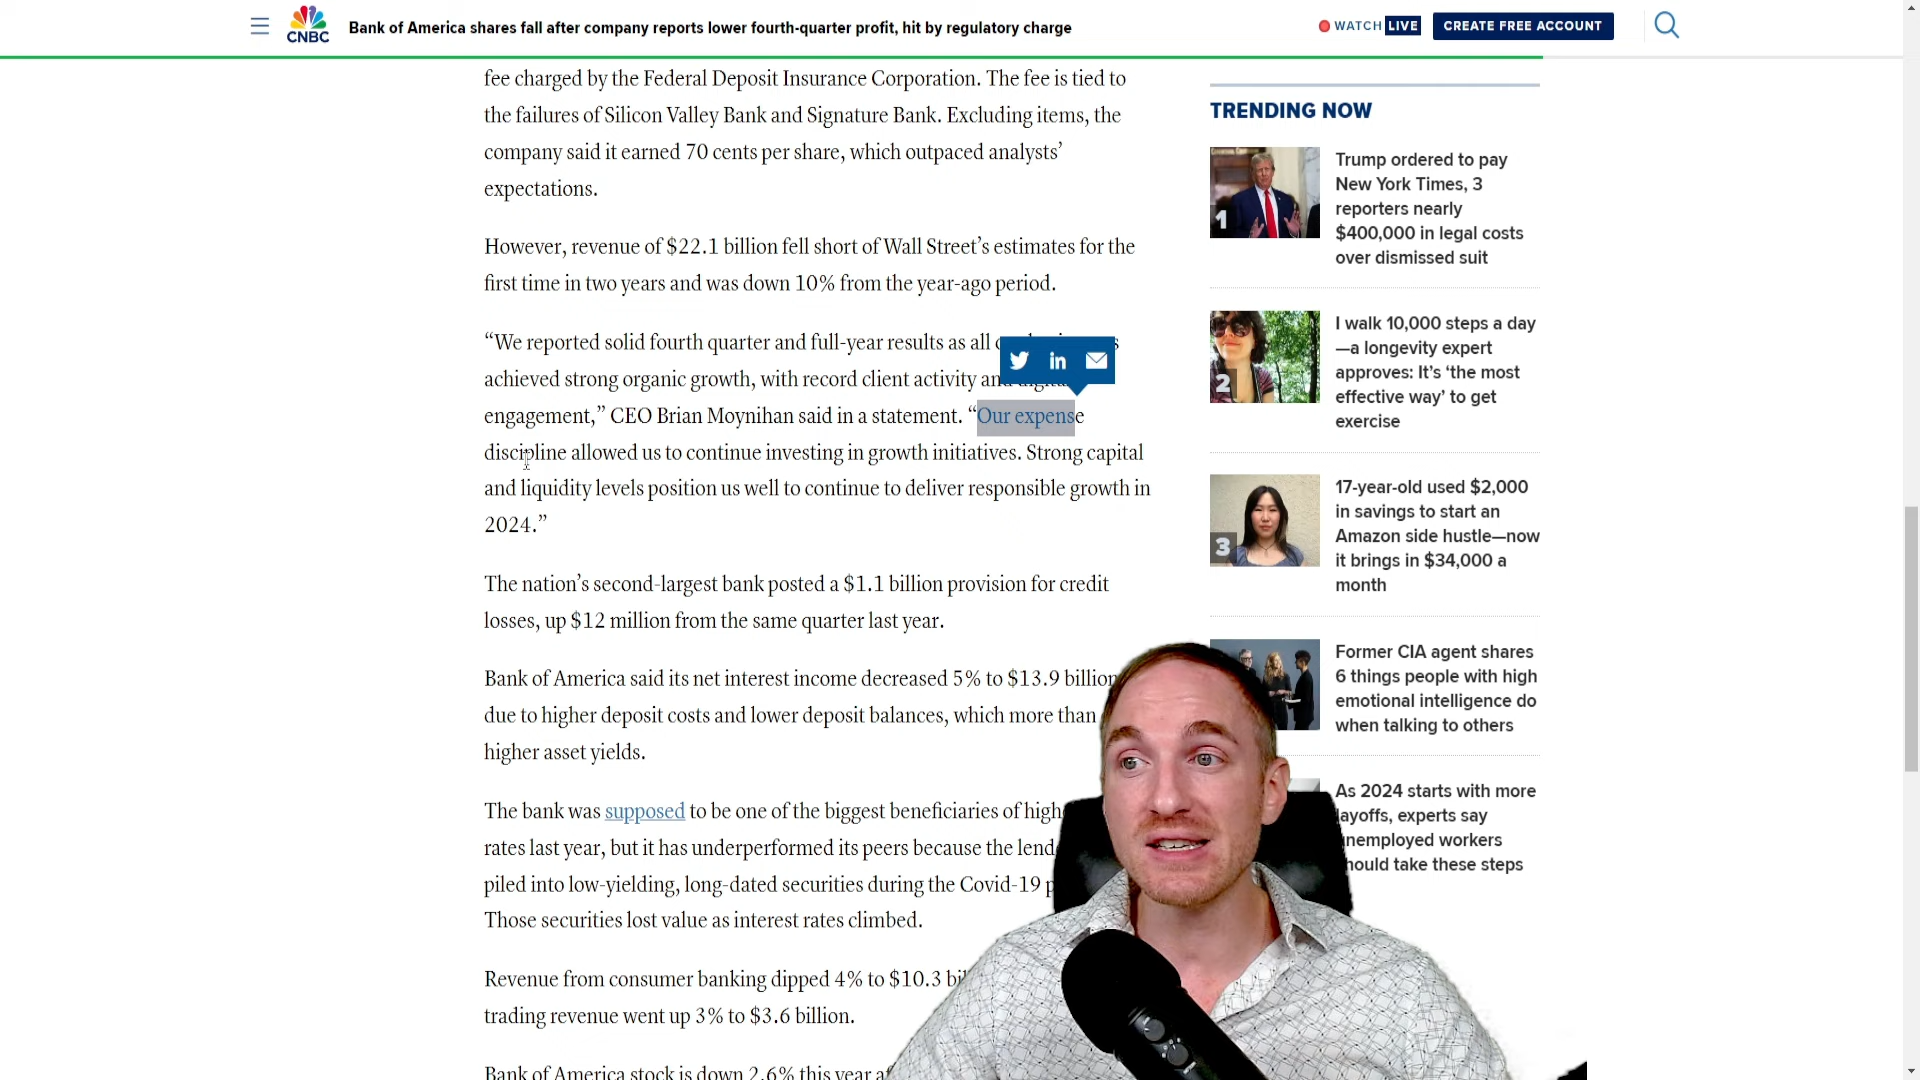 CNBC
Bank of America shares fall after company reports lower fourth-quarter profit, hit by regulatory charge
WATCH LIVE
CREATE FREE ACCOUNT
fee charged by the Federal Deposit Insurance Corporation. The fee is tied to
the failures of Silicon Valley Bank and Signature Bank. Excluding items, the
company said it earned 70 cents per share, which outpaced analysts’
expectations.
However, revenue of $22.1 billion fell short of Wall Street’s estimates for the
first time in two years and was down 10% from the year-ago period.
“We reported solid fourth quarter and full-year results as all
achieved strong organic growth, with record client activity and
engagement,” CEO Brian Moynihan said in a statement. “Our expense
discipline allowed us to continue investing in growth initiatives. Strong capital
and liquidity levels position us well to continue to deliver responsible growth in
2024.”
The nation’s second-largest bank posted a $1.1 billion provision for credit
losses, up $12 million from the same quarter last year.
Bank of America said its net interest income decreased 5% to $13.9 billion
due to higher deposit costs and lower deposit balances, which more than
higher asset yields.
The bank was supposed to be one of the biggest beneficiaries of
rates last year, but it has underperformed its peers because the
piled into low-yielding, long-dated securities during the Covid-19
Those securities lost value as interest rates climbed.
Revenue from consumer banking dipped 4% to $10.3
trading revenue went up 3% to $3.6 billion.
Bank of America stock is down 2.6% this year
TRENDING NOW
1
Trump ordered to pay
New York Times, 3
reporters nearly
$400,000 in legal costs
over dismissed suit
2
I walk 10,000 steps a day
—a longevity expert
approves: It’s ‘the most
effective way’ to get
exercise
3
17-year-old used $2,000
in savings to start an
Amazon side hustle—now
it brings in $34,000 a
month
Former CIA agent shares
6 things people with high
emotional intelligence do
when talking to others
As 2024 starts with more
layoffs, experts say
unemployed workers
should take these steps